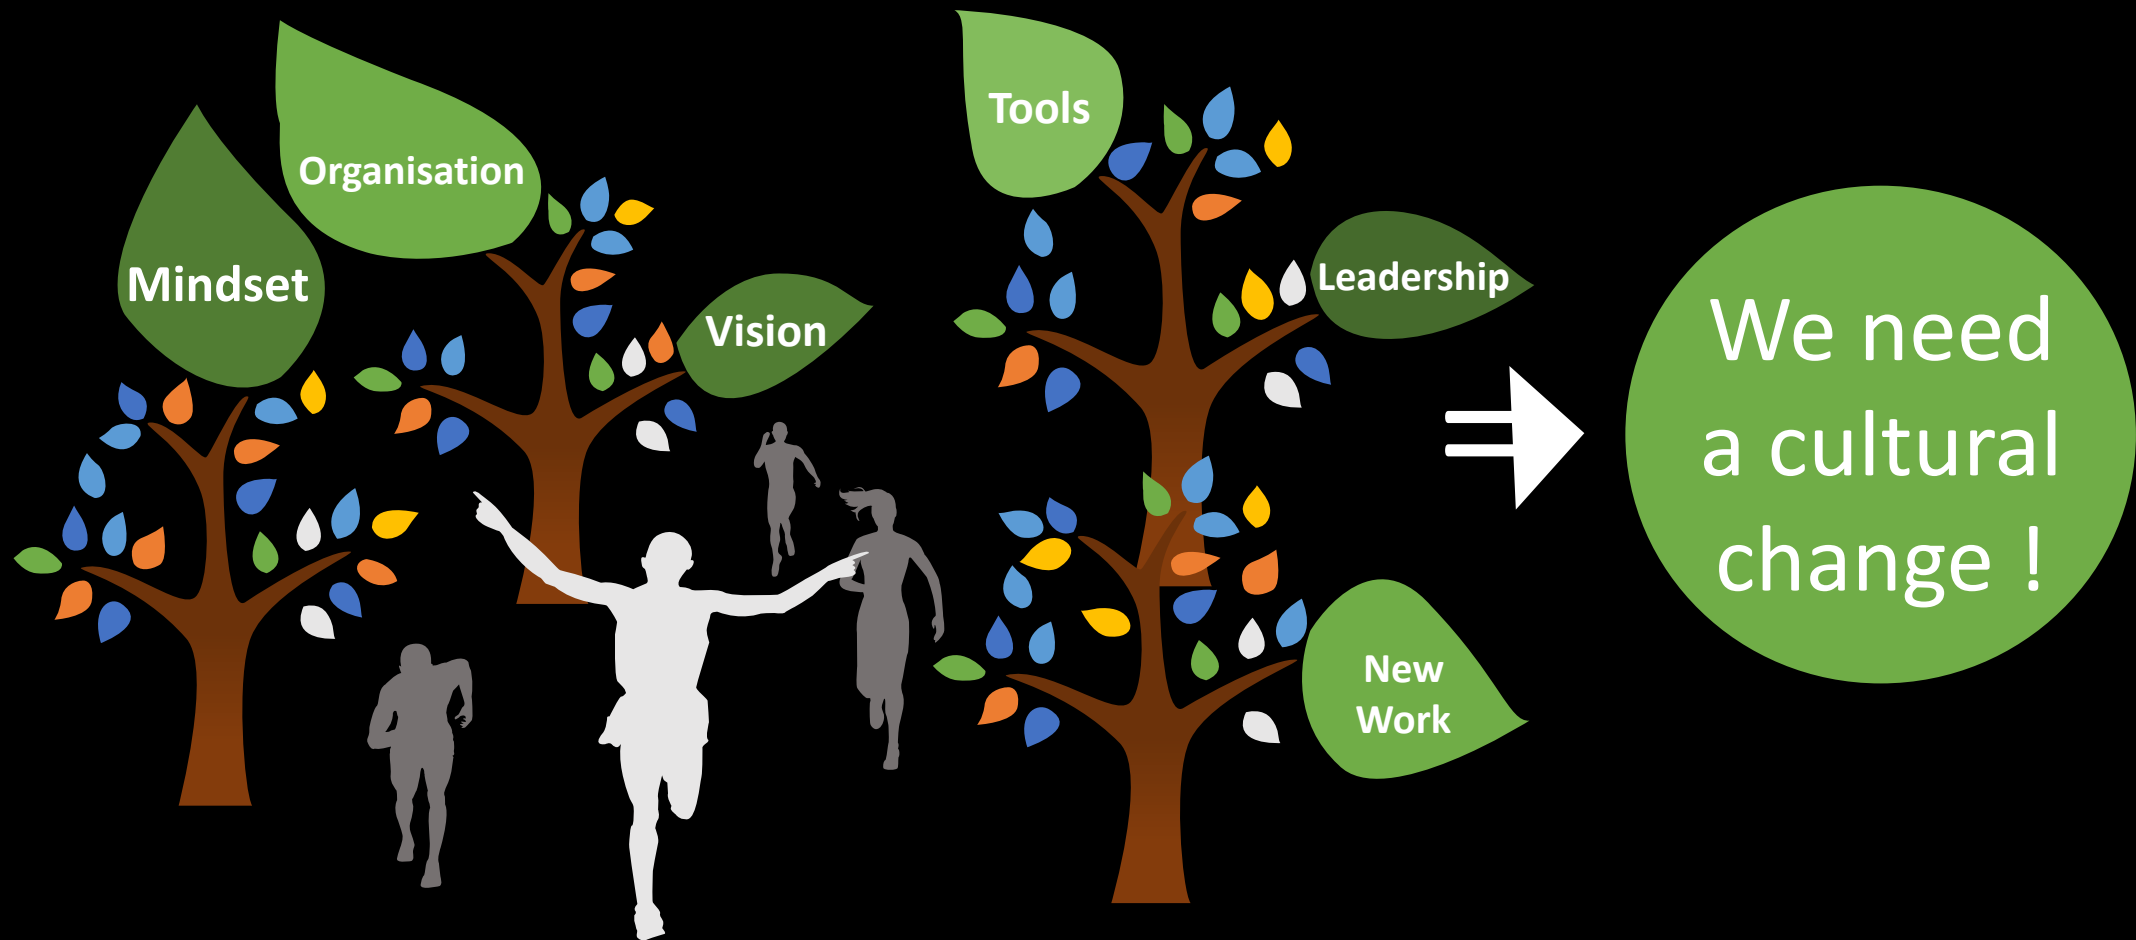 Mindset
Organisation
Vision
Tools
Leadership
New
Work
We need
a cultural
change !